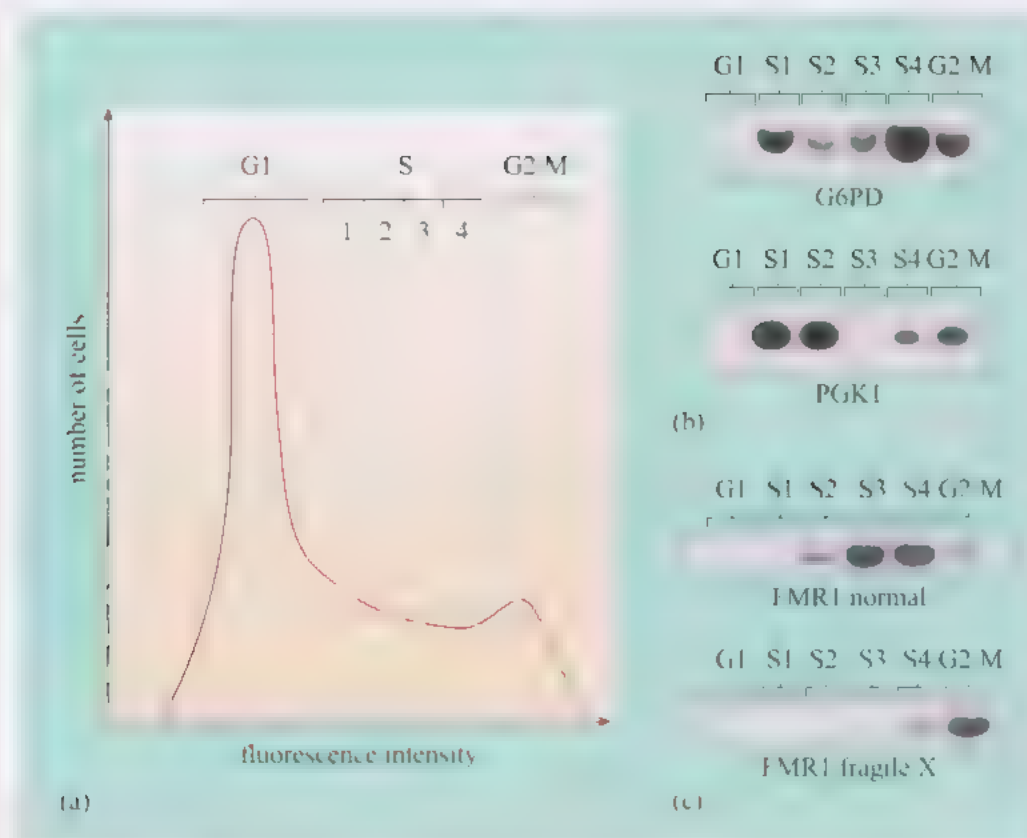 G1 S G2 M
1 2 3 4
number of cells
fluorescence intensity
(a)
G1 S1 S2 S3 S4 G2 M
G6PD
G1 S1 S2 S3 S4 G2 M
PGK1
(b)
G1 S1 S2 S3 S4 G2 M
FMR1 normal
G1 S1 S2 S3 S4 G2 M
FMR1 fragile X
(c)